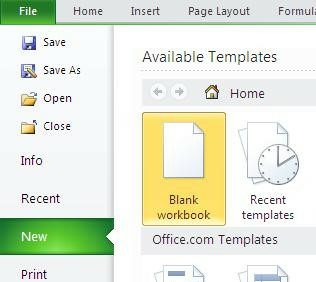 File Home Insert Page Layout Formula
Save
Save As
Open
Close
Info
Recent
New
Print
Available Templates
Home
Blank
workbook
Recent
templates
Office.com Templates